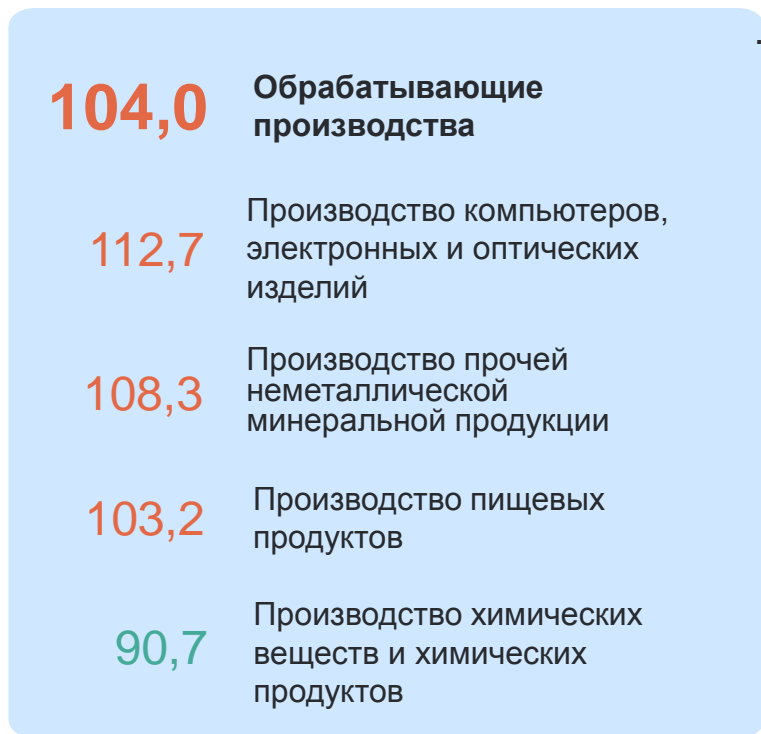 104,0
Обрабатывающие
производства
112,7
Производство компьютеров,
электронных и оптических
изделий
108,3
Производство прочей
неметаллической
минеральной продукции
103,2
Производство пищевых
продуктов
90,7
Производство химических
веществ и химических
продуктов